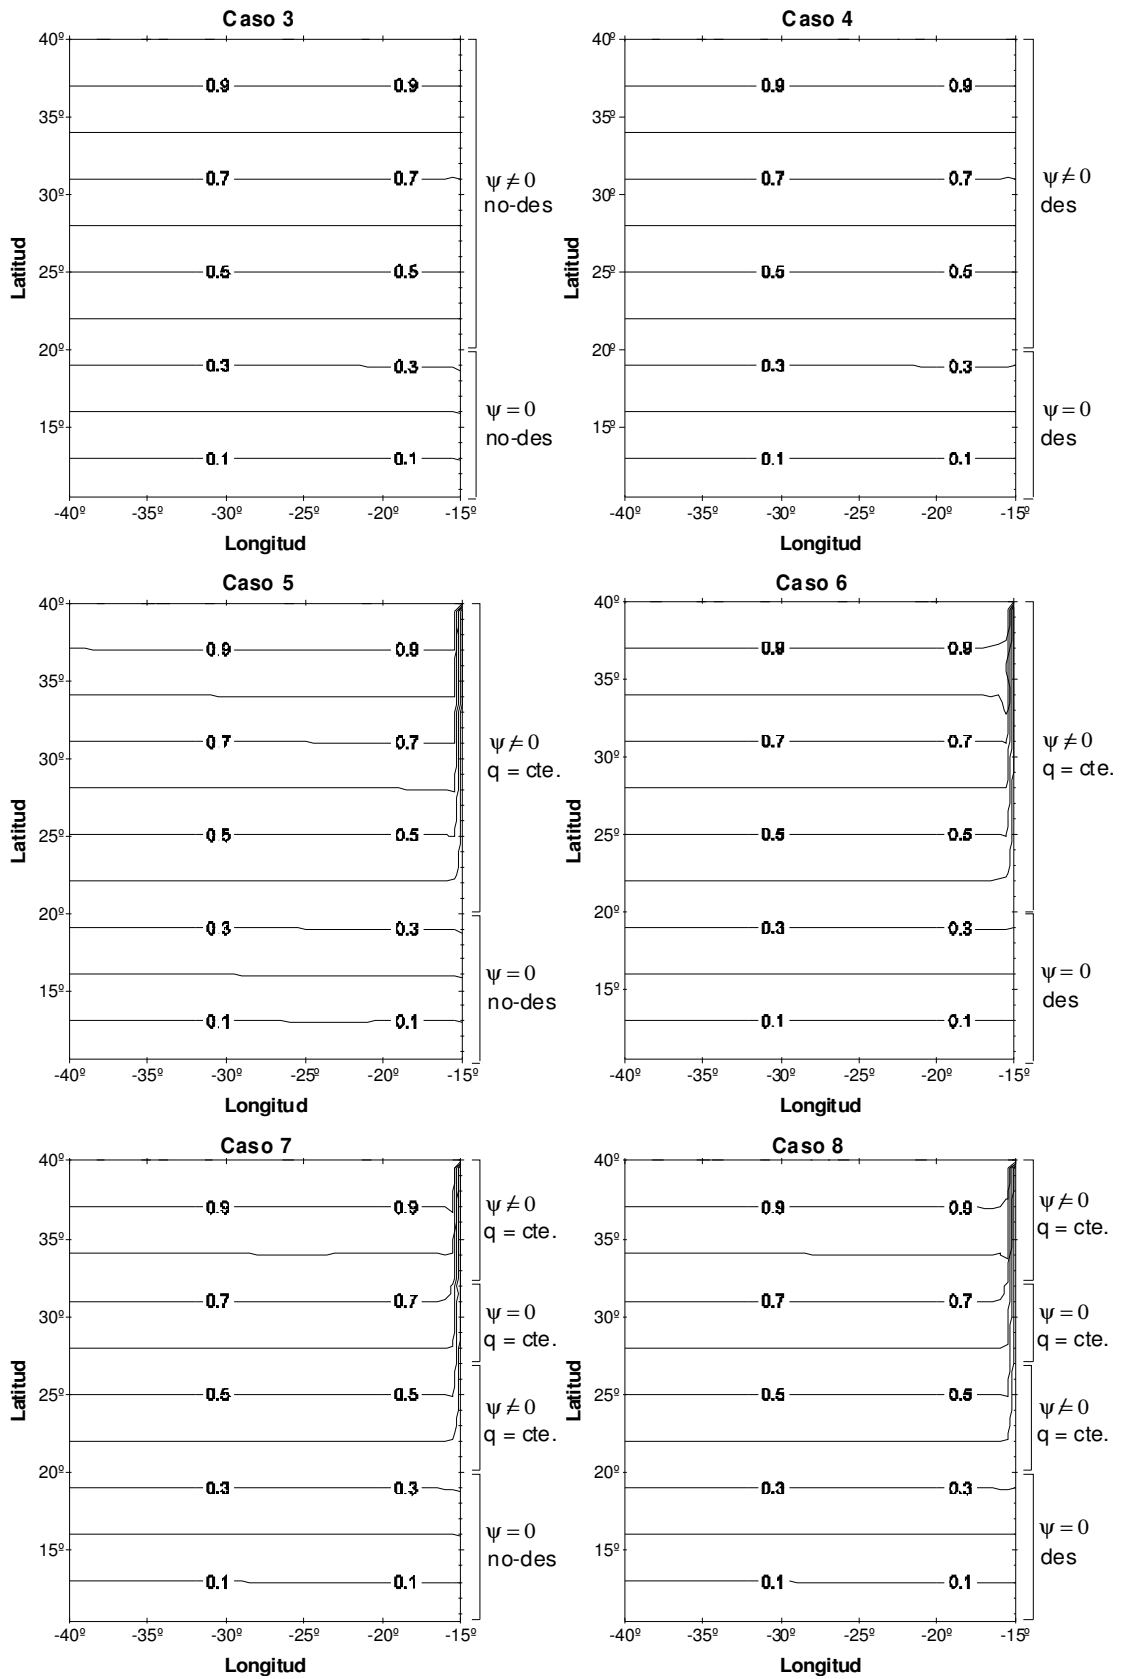 Caso 3
Caso 4
40º
35º
30º
25º
20º
15º
Latitud
0.9 0.9
0.7 0.7
0.5 0.5
0.3 0.3
0.1 0.1
-40º -35º -30º -25º -20º -15º
Longitud
ψ ≠ 0
no-des
ψ = 0
no-des
40º
35º
30º
25º
20º
15º
Latitud
0.9 0.9
0.7 0.7
0.5 0.5
0.3 0.3
0.1 0.1
-40º -35º -30º -25º -20º -15º
Longitud
ψ ≠ 0
des
ψ = 0
des
Caso 5
Caso 6
40º
35º
30º
25º
20º
15º
Latitud
0.9 0.9
0.7 0.7
0.5 0.5
0.3 0.3
0.1 0.1
-40º -35º -30º -25º -20º -15º
Longitud
ψ ≠ 0
q = cte.
ψ = 0
no-des
40º
35º
30º
25º
20º
15º
Latitud
0.9 0.9
0.7 0.7
0.5 0.5
0.3 0.3
0.1 0.1
-40º -35º -30º -25º -20º -15º
Longitud
ψ ≠ 0
q = cte.
ψ = 0
des
Caso 7
Caso 8
40º
35º
30º
25º
20º
15º
Latitud
0.9 0.9
0.7 0.7
0.5 0.5
0.3 0.3
0.1 0.1
-40º -35º -30º -25º -20º -15º
Longitud
ψ ≠ 0
q = cte.
ψ = 0
q = cte.
ψ ≠ 0
q = cte.
ψ = 0
no-des
40º
35º
30º
25º
20º
15º
Latitud
0.9 0.9
0.7 0.7
0.5 0.5
0.3 0.3
0.1 0.1
-40º -35º -30º -25º -20º -15º
Longitud
ψ ≠ 0
q = cte.
ψ = 0
q = cte.
ψ ≠ 0
q = cte.
ψ = 0
des